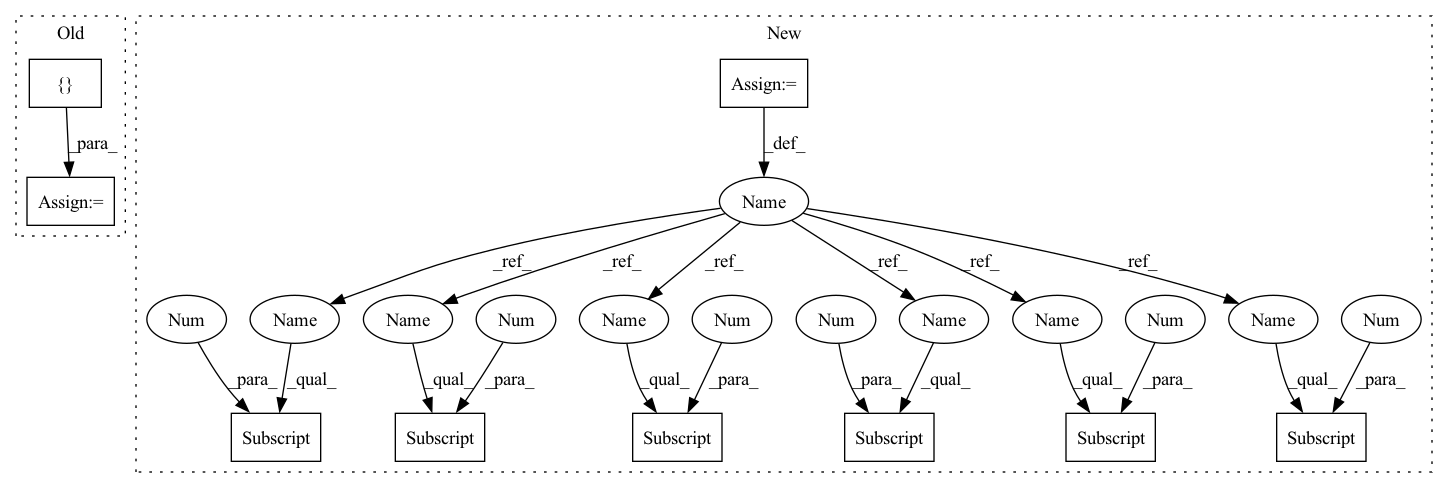 Old
New
{}
Assign:=
_para_
_def_
Assign:=
Name
_ref_
_ref_
_ref_
_ref_
_ref_
_ref_
Num
Name
Name
Num
Name
Num
Num
Name
Name
Num
Name
Num
_para_
_qual_
_qual_
_para_
_qual_
_para_
_para_
_qual_
_qual_
_para_
_qual_
_para_
Subscript
Subscript
Subscript
Subscript
Subscript
Subscript